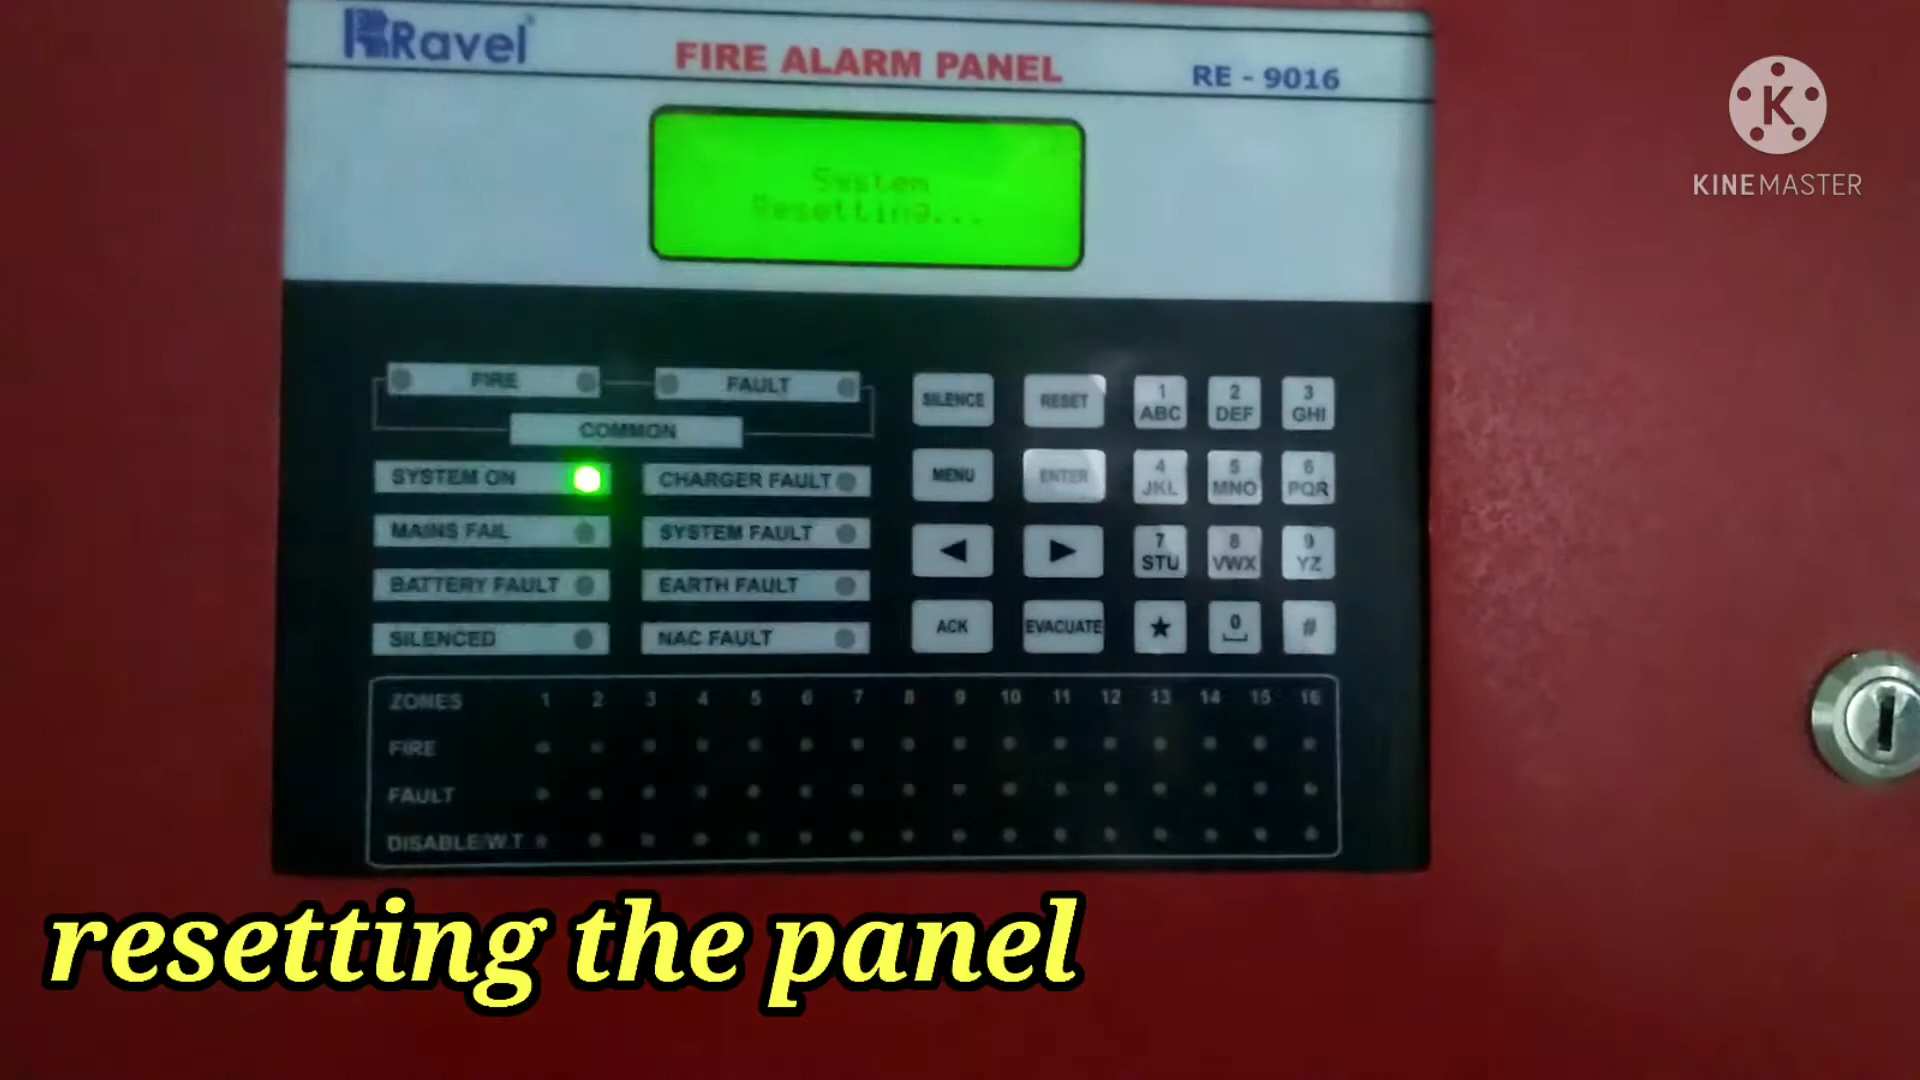 Ravel
FIRE ALARM PANEL
RE - 9016
K
KINEMASTER
System
Resetting...
FIRE
FAULT
COMMON
SYSTEM ON
CHARGER FAULT
MAINS FAIL
SYSTEM FAULT
BATTERY FAULT
EARTH FAULT
SILENCED
NAC FAULT
SILENCE
RESET
1
ABC
2
DEF
3
GHI
MENU
ENTER
4
JKL
5
MNO
6
PQR
◀
▶
7
STU
8
VWX
9
YZ
ACK
EVACUATE
★
0
#
ZONES 1 2 3 4 5 6 7 8 9 10 11 12 13 14 15 16
FIRE
FAULT
DISABLE/W.T
resetting the panel